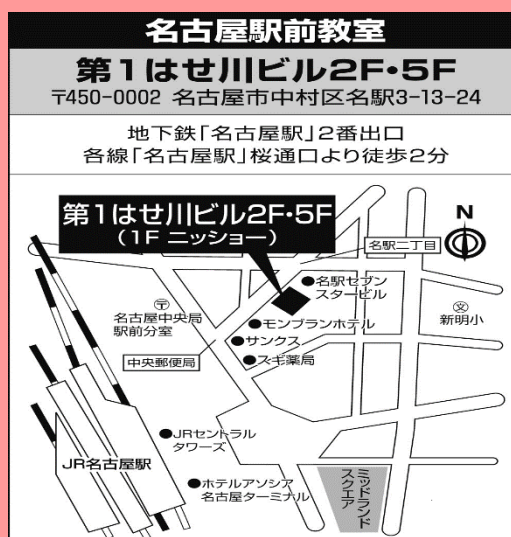 名古屋駅前教室
第1はせ川ビル2F・5F
〒450-0002 名古屋市中村区名駅3-13-24
地下鉄「名古屋駅」2番出口
各線「名古屋駅」桜通口より徒歩2分
第1はせ川ビル2F・5F
(1F ニッショー)
名駅二丁目
N
●名駅セブン
スタービル
〒
名古屋中央局
駅前分室
文
新明小
●モンブランホテル
●サンクス
中央郵便局
●スギ薬局
●JRセントラル
タワーズ
JR名古屋駅
●ホテルアソシア
名古屋ターミナル
ミッドランド
スクエア